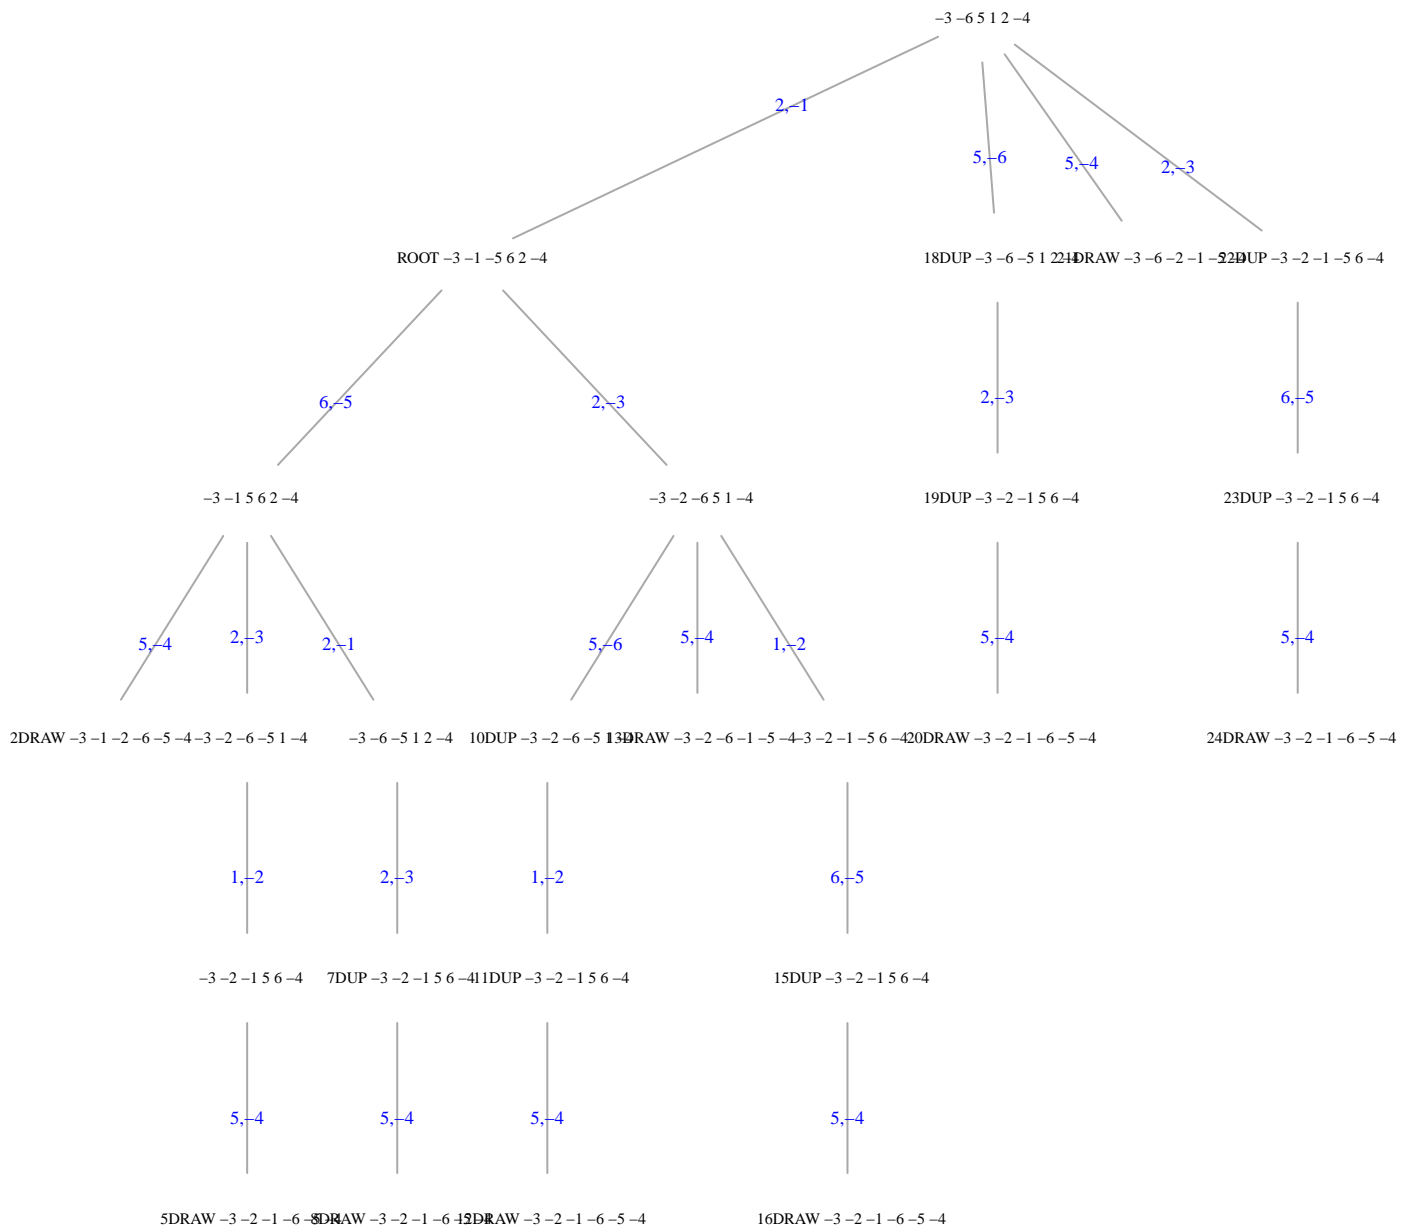 –3 –6 5 1 2 –4
2,–1
5,–6
5,–4
2,–3
ROOT –3 –1 –5 6 2 –4
18DUP –3 –6 –5 1 2 –4
21DRAW –3 –6 –2 –1 –5 –4
22DUP –3 –2 –1 –5 6 –4
6,–5
2,–3
2,–3
6,–5
–3 –1 5 6 2 –4
–3 –2 –6 5 1 –4
19DUP –3 –2 –1 5 6 –4
23DUP –3 –2 –1 5 6 –4
5,–4
2,–3
2,–1
5,–6
5,–4
1,–2
5,–4
5,–4
2DRAW –3 –1 –2 –6 –5 –4
–3 –2 –6 –5 1 –4
–3 –6 –5 1 2 –4
10DUP –3 –2 –6 –5 1 –4
13DRAW –3 –2 –6 –1 –5 –4
–3 –2 –1 –5 6 –4
20DRAW –3 –2 –1 –6 –5 –4
24DRAW –3 –2 –1 –6 –5 –4
1,–2
2,–3
1,–2
6,–5
–3 –2 –1 5 6 –4
7DUP –3 –2 –1 5 6 –4
11DUP –3 –2 –1 5 6 –4
15DUP –3 –2 –1 5 6 –4
5,–4
5,–4
5,–4
5,–4
5DRAW –3 –2 –1 –6 –5 –4
8DRAW –3 –2 –1 –6 –5 –4
12DRAW –3 –2 –1 –6 –5 –4
16DRAW –3 –2 –1 –6 –5 –4